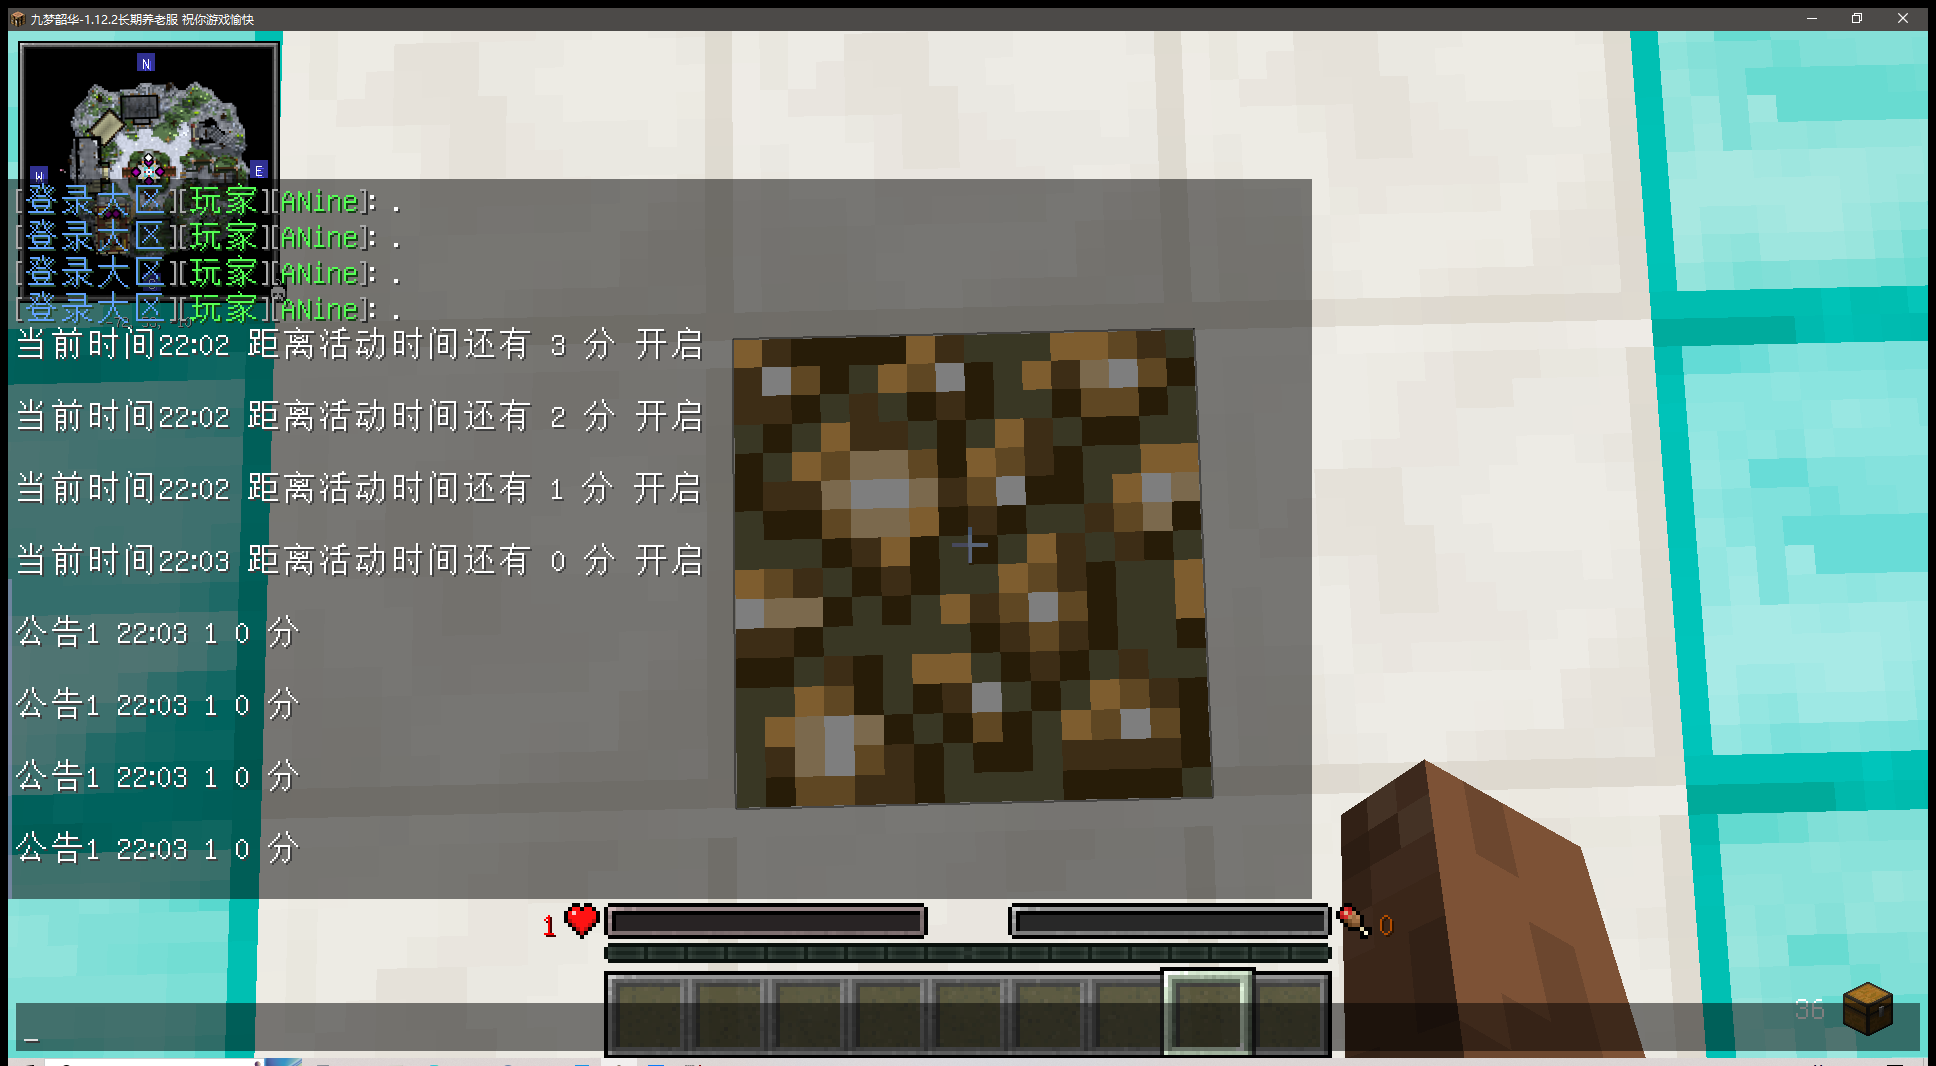 九梦韶华-1.12.2长期养老服 祝你游戏愉快
N
W
E
[登录大区][玩家][ANine]: .
[登录大区][玩家][ANine]: .
[登录大区][玩家][ANine]: .
[登录大区][玩家][ANine]: .
当前时间22:02 距离活动时间还有 3 分 开启
当前时间22:02 距离活动时间还有 2 分 开启
当前时间22:02 距离活动时间还有 1 分 开启
当前时间22:03 距离活动时间还有 0 分 开启
公告1 22:03 1 0 分
公告1 22:03 1 0 分
公告1 22:03 1 0 分
公告1 22:03 1 0 分
1
0
36
_